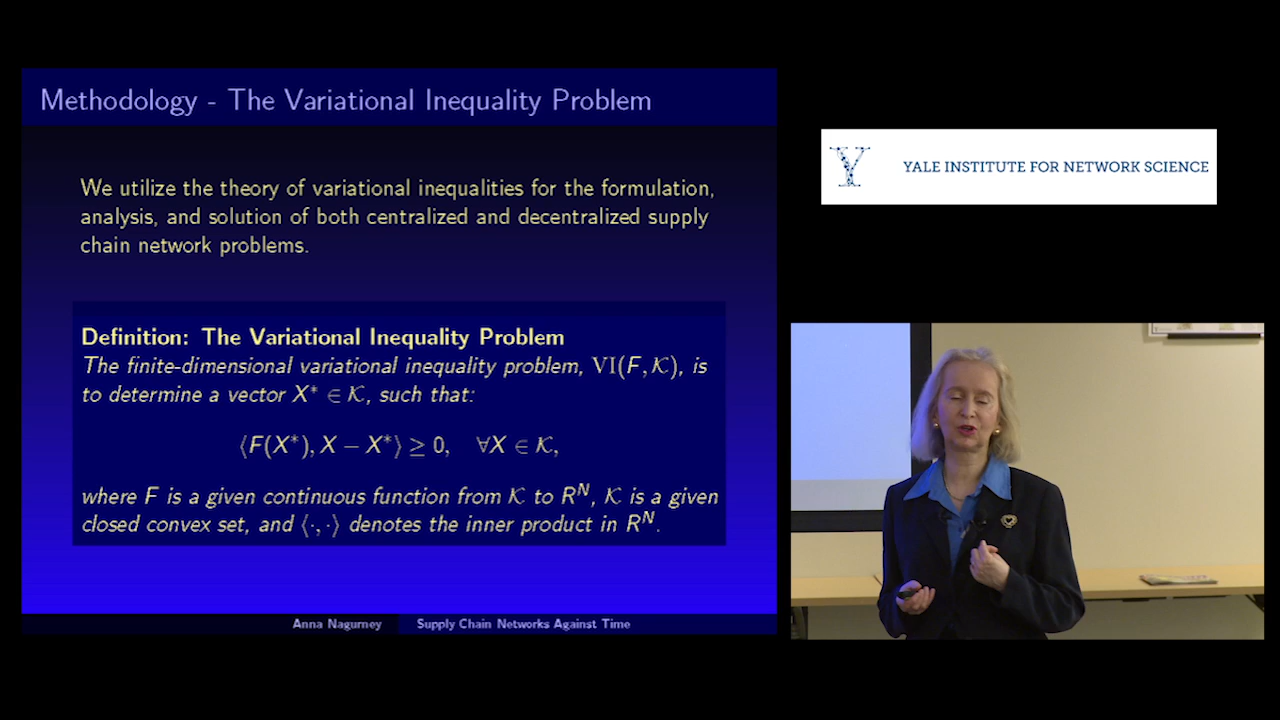 Methodology - The Variational Inequality Problem
We utilize the theory of variational inequalities for the formulation,
analysis, and solution of both centralized and decentralized supply
chain network problems.
Definition: The Variational Inequality Problem
The finite-dimensional variational inequality problem, VI(F, 𝒦), is
to determine a vector X* ∈ 𝒦, such that:
⟨F(X*), X − X*⟩ ≥ 0, ∀X ∈ 𝒦,
where F is a given continuous function from 𝒦 to Rᴺ, 𝒦 is a given
closed convex set, and ⟨·, ·⟩ denotes the inner product in Rᴺ.
Anna Nagurney Supply Chain Networks Against Time
Y YALE INSTITUTE FOR NETWORK SCIENCE